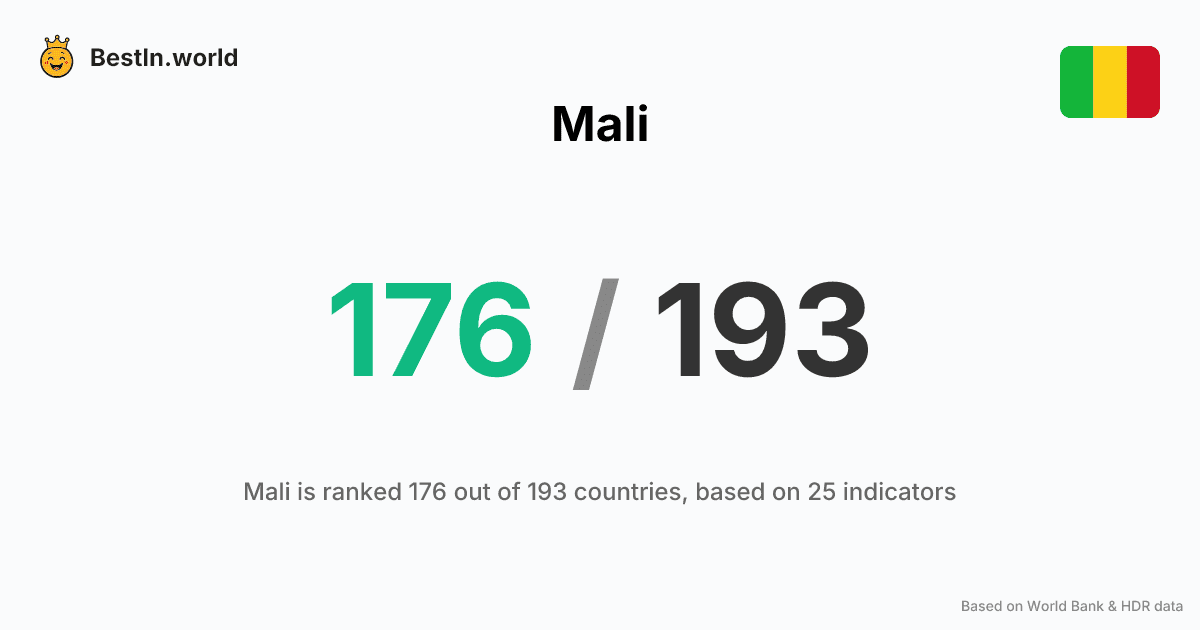 BestIn.world
Mali
176 / 193
Mali is ranked 176 out of 193 countries, based on 25 indicators
Based on World Bank & HDR data